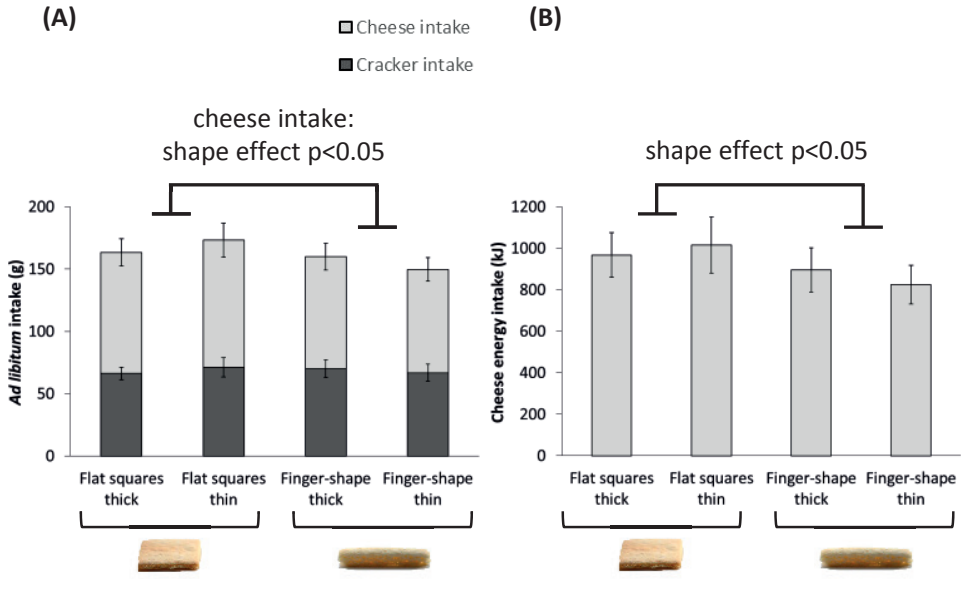 (A)
Cheese intake
Cracker intake
cheese intake:
shape effect p<0.05
Ad libitum intake (g)
200
150
100
50
0
Flat squares thick
Flat squares thin
Finger-shape thick
Finger-shape thin
(B)
shape effect p<0.05
Cheese energy intake (kJ)
1200
1000
800
600
400
200
0
Flat squares thick
Flat squares thin
Finger-shape thick
Finger-shape thin